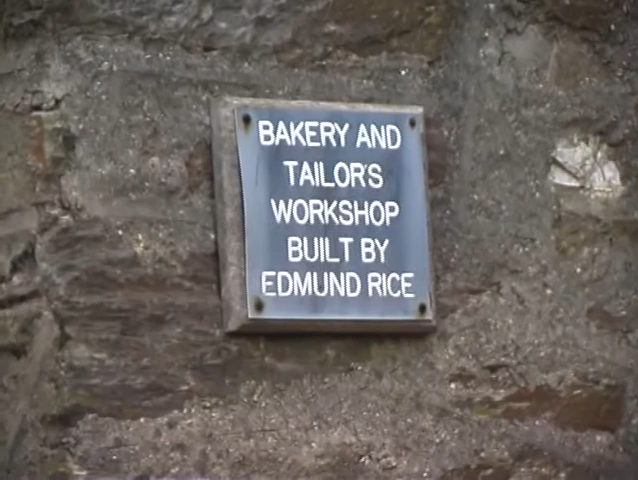 BAKERY AND
TAILOR'S
WORKSHOP
BUILT BY
EDMUND RICE